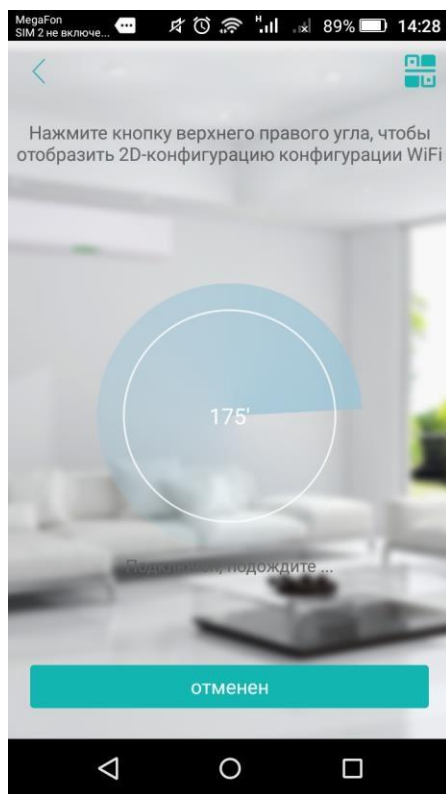 MegaFon
SIM 2 не включе... 89% 14:28
Нажмите кнопку верхнего правого угла, чтобы
отобразить 2D-конфигурацию конфигурации WiFi
175'
подождите ...
отменен